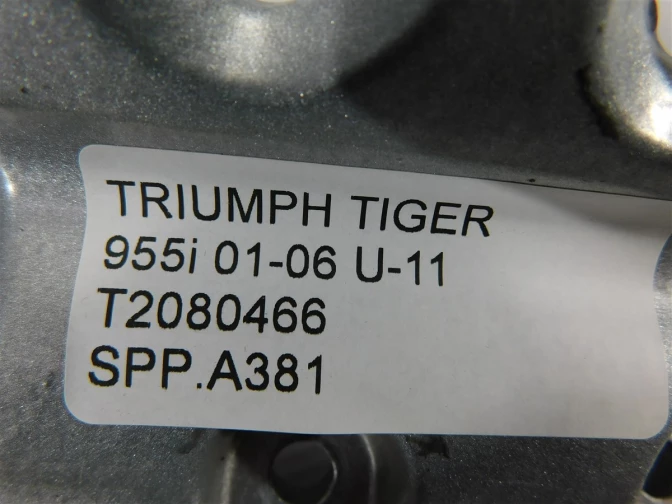 TRIUMPH TIGER
955i 01-06 U-11
T2080466
SPP.A381